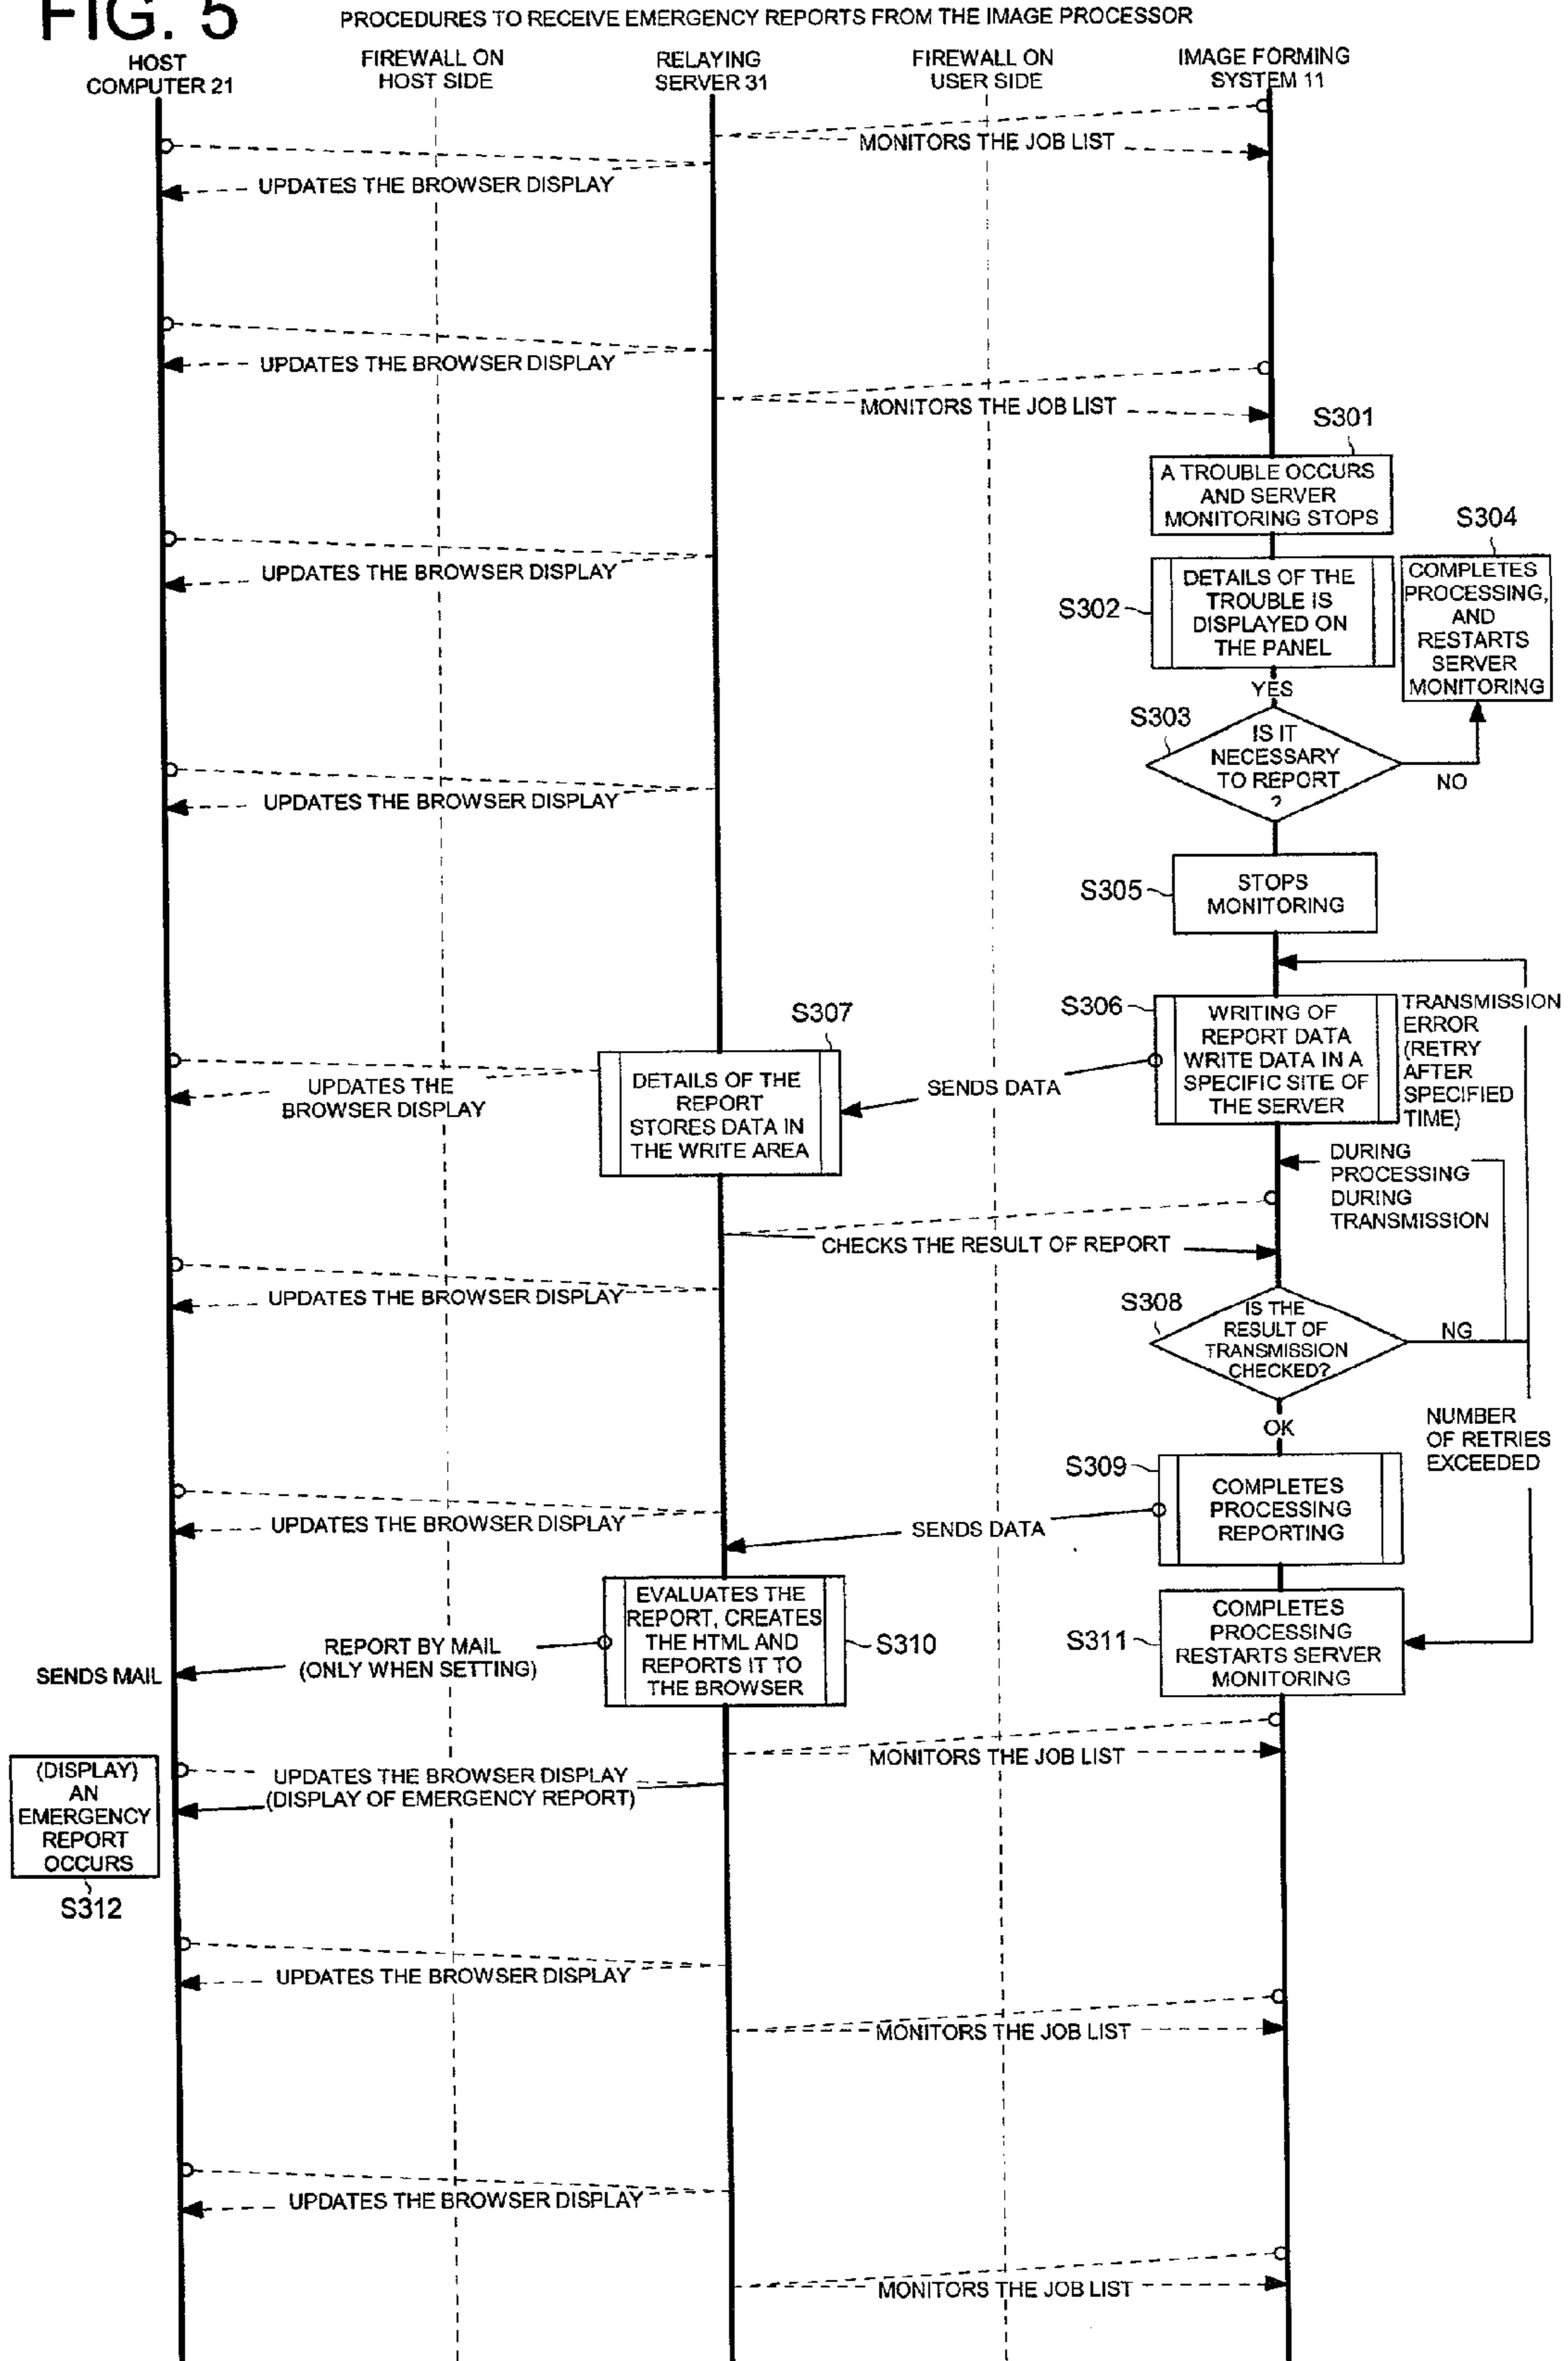 FIG. 5
PROCEDURES TO RECEIVE EMERGENCY REPORTS FROM THE IMAGE PROCESSOR
HOST
COMPUTER 21
FIREWALL ON
HOST SIDE
RELAYING
SERVER 31
FIREWALL ON
USER SIDE
IMAGE FORMING
SYSTEM 11
MONITORS THE JOB LIST
UPDATES THE BROWSER DISPLAY
UPDATES THE BROWSER DISPLAY
MONITORS THE JOB LIST
S301
A TROUBLE OCCURS
AND SERVER
MONITORING STOPS
S304
COMPLETES
PROCESSING,
AND
RESTARTS
SERVER
MONITORING
UPDATES THE BROWSER DISPLAY
S302
DETAILS OF THE
TROUBLE IS
DISPLAYED ON
THE PANEL
YES
S303
IS IT
NECESSARY
TO REPORT
?
NO
UPDATES THE BROWSER DISPLAY
S305
STOPS
MONITORING
S306
WRITING OF
REPORT DATA
WRITE DATA IN A
SPECIFIC SITE OF
THE SERVER
TRANSMISSION
ERROR
(RETRY
AFTER
SPECIFIED
TIME)
S307
DETAILS OF THE
REPORT
STORES DATA IN
THE WRITE AREA
SENDS DATA
UPDATES THE
BROWSER DISPLAY
DURING
PROCESSING
DURING
TRANSMISSION
CHECKS THE RESULT OF REPORT
UPDATES THE BROWSER DISPLAY
S308
IS THE
RESULT OF
TRANSMISSION
CHECKED?
NG
OK
NUMBER
OF RETRIES
EXCEEDED
S309
COMPLETES
PROCESSING
REPORTING
UPDATES THE BROWSER DISPLAY
SENDS DATA
EVALUATES THE
REPORT, CREATES
THE HTML AND
REPORTS IT TO
THE BROWSER
S310
S311
COMPLETES
PROCESSING
RESTARTS SERVER
MONITORING
REPORT BY MAIL
(ONLY WHEN SETTING)
SENDS MAIL
MONITORS THE JOB LIST
(DISPLAY)
AN
EMERGENCY
REPORT
OCCURS
S312
UPDATES THE BROWSER DISPLAY
(DISPLAY OF EMERGENCY REPORT)
UPDATES THE BROWSER DISPLAY
MONITORS THE JOB LIST
UPDATES THE BROWSER DISPLAY
MONITORS THE JOB LIST